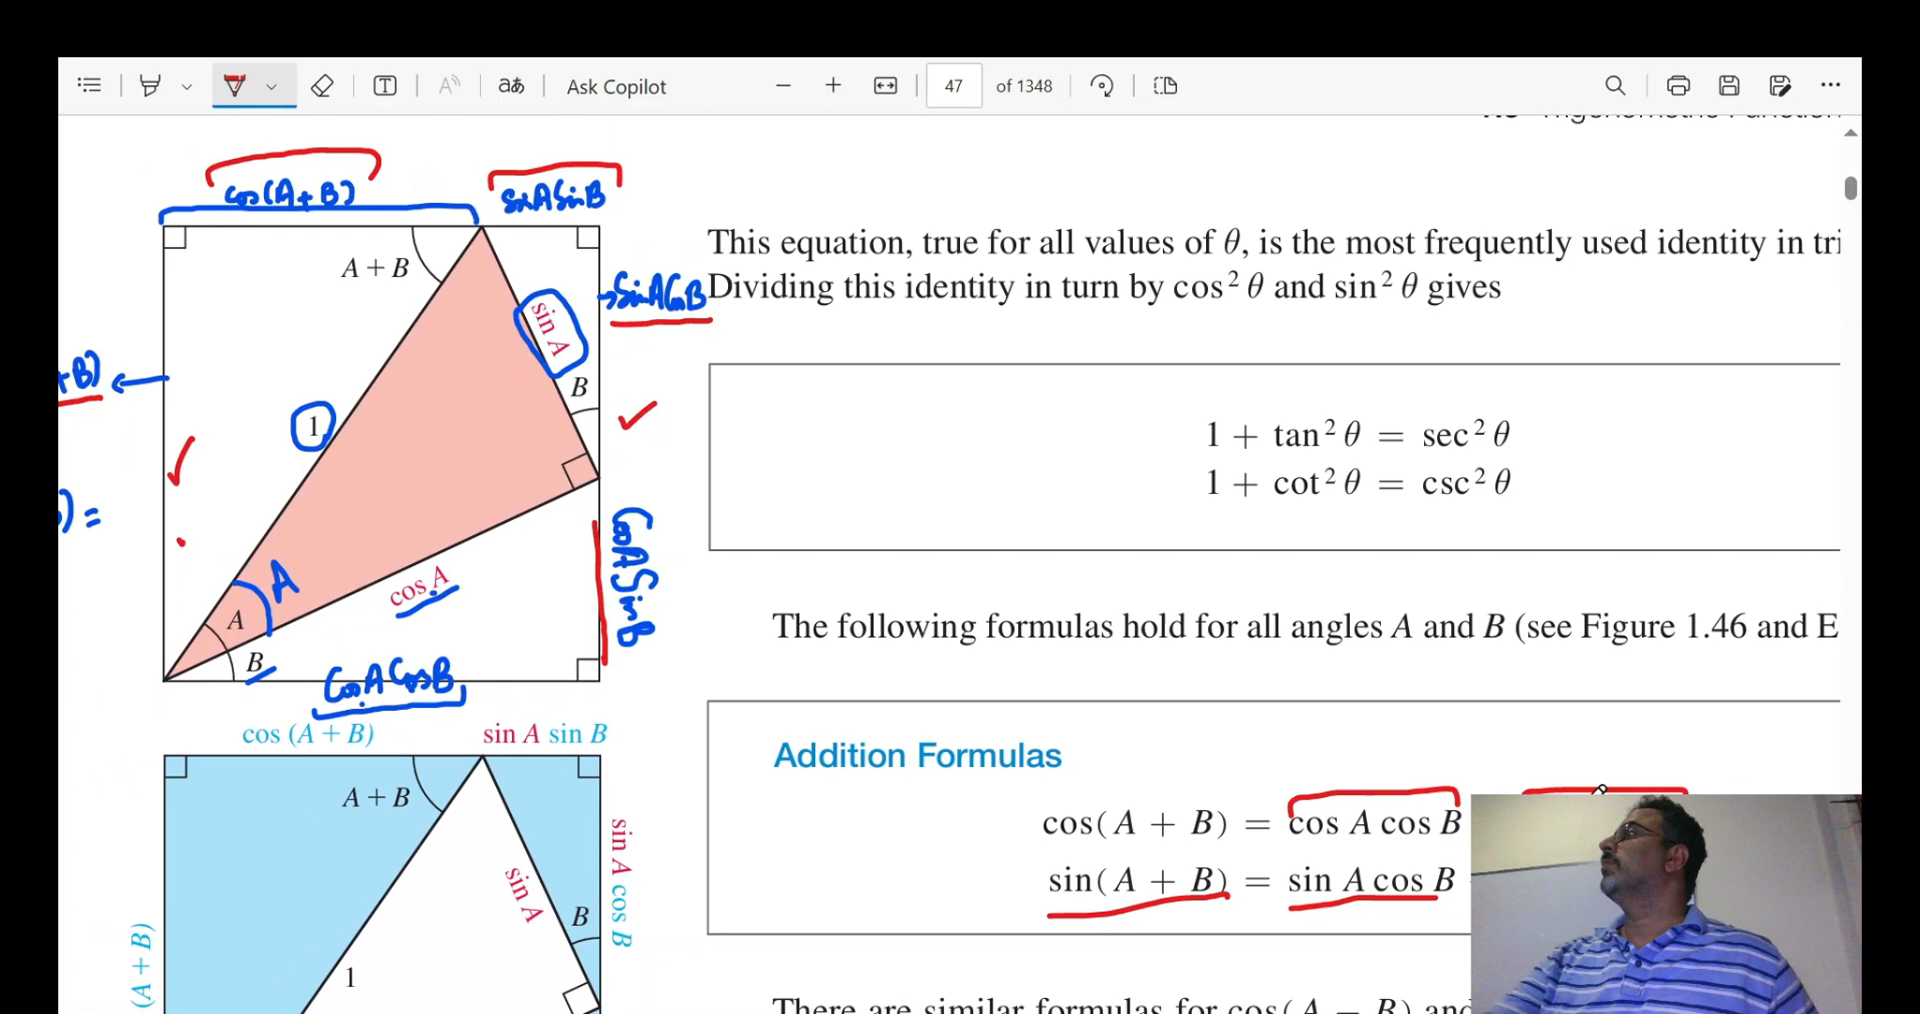 Ask Copilot
47 of 1348
cos(A+B)
SinASinB
A + B
sin A
SinACosB
B
+B)
1
) =
A
A
cos A
B
CosACosB
CosASinB
cos (A + B)
sin A sin B
A + B
sin A
sin A cos B
B
(A + B)
1
This equation, true for all values of θ, is the most frequently used identity in tri
Dividing this identity in turn by cos² θ and sin² θ gives
1 + tan² θ = sec² θ
1 + cot² θ = csc² θ
The following formulas hold for all angles A and B (see Figure 1.46 and E
Addition Formulas
cos(A + B) = cos A cos B
sin(A + B) = sin A cos B
There are similar formulas for cos(A − B) and